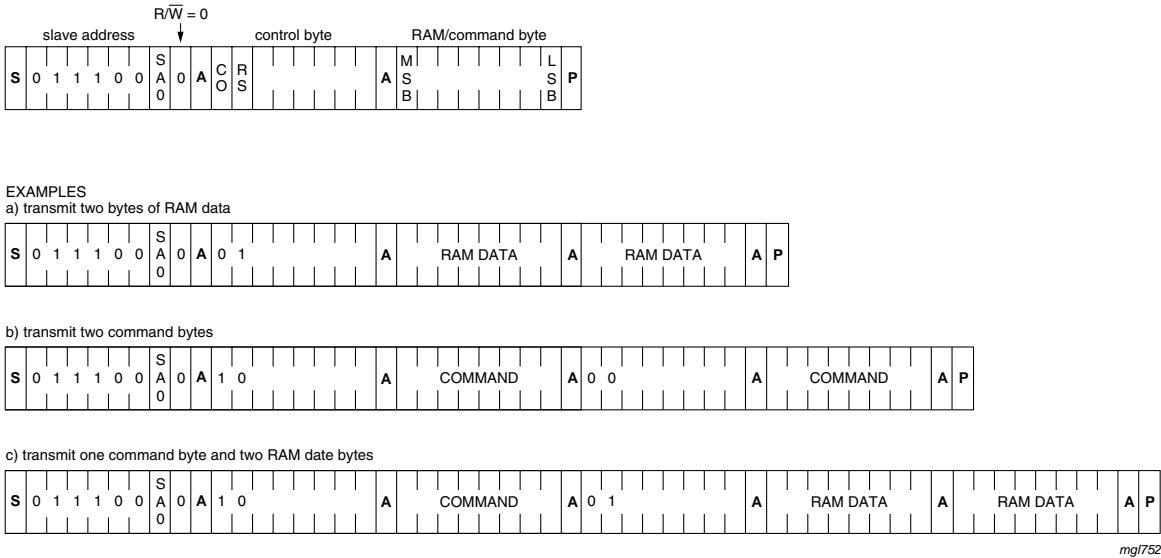 R/W̅ = 0
slave address control byte RAM/command byte
S 0 1 1 1 0 0 SA0 0 A CO RS A MSB LSB P
EXAMPLES
a) transmit two bytes of RAM data
S 0 1 1 1 0 0 SA0 0 A 0 1 A RAM DATA A RAM DATA A P
b) transmit two command bytes
S 0 1 1 1 0 0 SA0 0 A 1 0 A COMMAND A 0 0 A COMMAND A P
c) transmit one command byte and two RAM date bytes
S 0 1 1 1 0 0 SA0 0 A 1 0 A COMMAND A 0 1 A RAM DATA A RAM DATA A P
mgl752